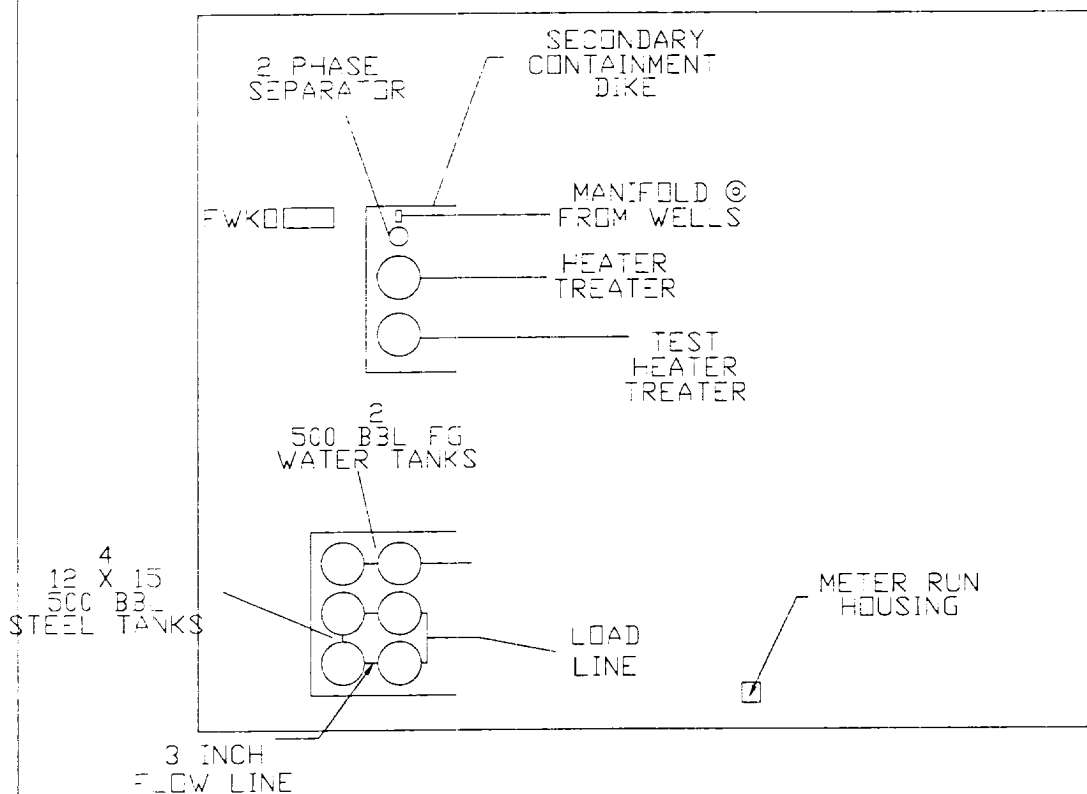 2 PHASE
SEPARATOR
SECONDARY
CONTAINMENT
DIKE
FWKO
MANIFOLD @
FROM WELLS
HEATER
TREATER
TEST
HEATER
TREATER
2
500 BBL FG
WATER TANKS
4
12 X 15
500 BBL
STEEL TANKS
METER RUN
HOUSING
LOAD
LINE
3 INCH
FLOW LINE